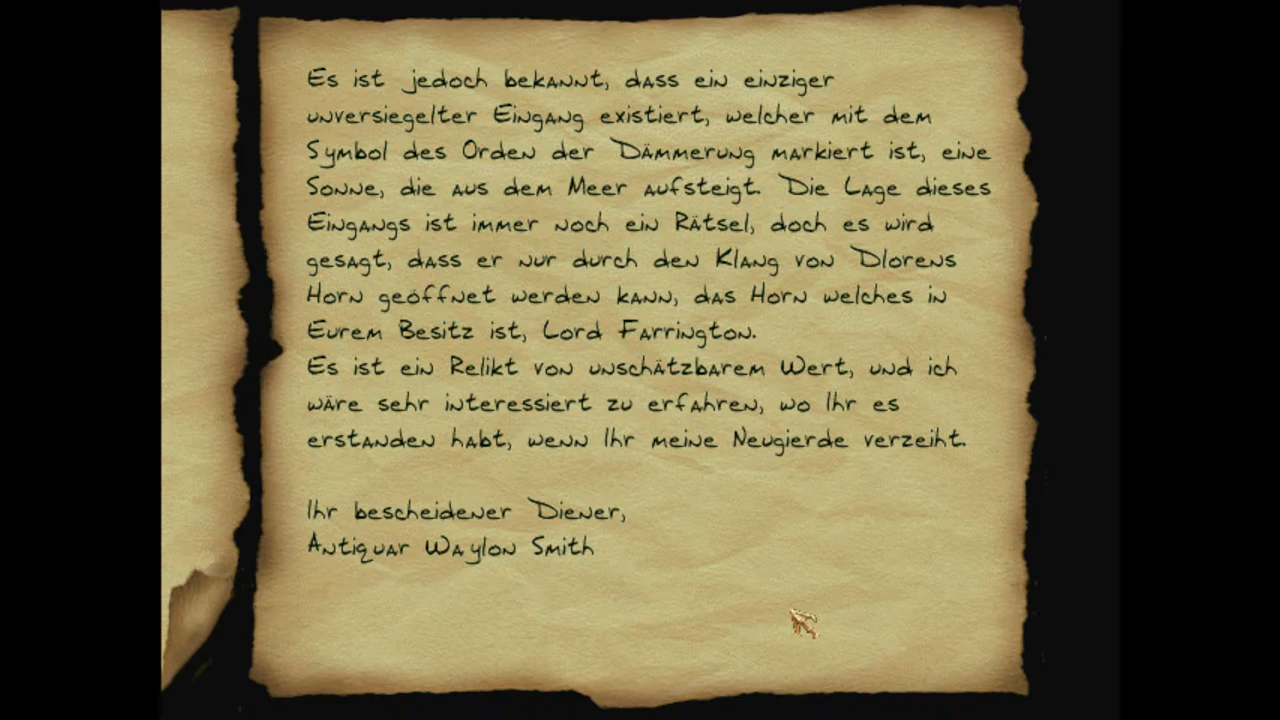 Es ist jedoch bekannt, dass ein einziger
unversiegelter Eingang existiert, welcher mit dem
Symbol des Orden der Dämmerung markiert ist, eine
Sonne, die aus dem Meer aufsteigt. Die Lage dieses
Eingangs ist immer noch ein Rätsel, doch es wird
gesagt, dass er nur durch den Klang von Dlorens
Horn geöffnet werden kann, das Horn welches in
Eurem Besitz ist, Lord Farrington.
Es ist ein Relikt von unschätzbarem Wert, und ich
wäre sehr interessiert zu erfahren, wo Ihr es
erstanden habt, wenn Ihr meine Neugierde verzeiht.
Ihr bescheidener Diener,
Antiquar Waylon Smith